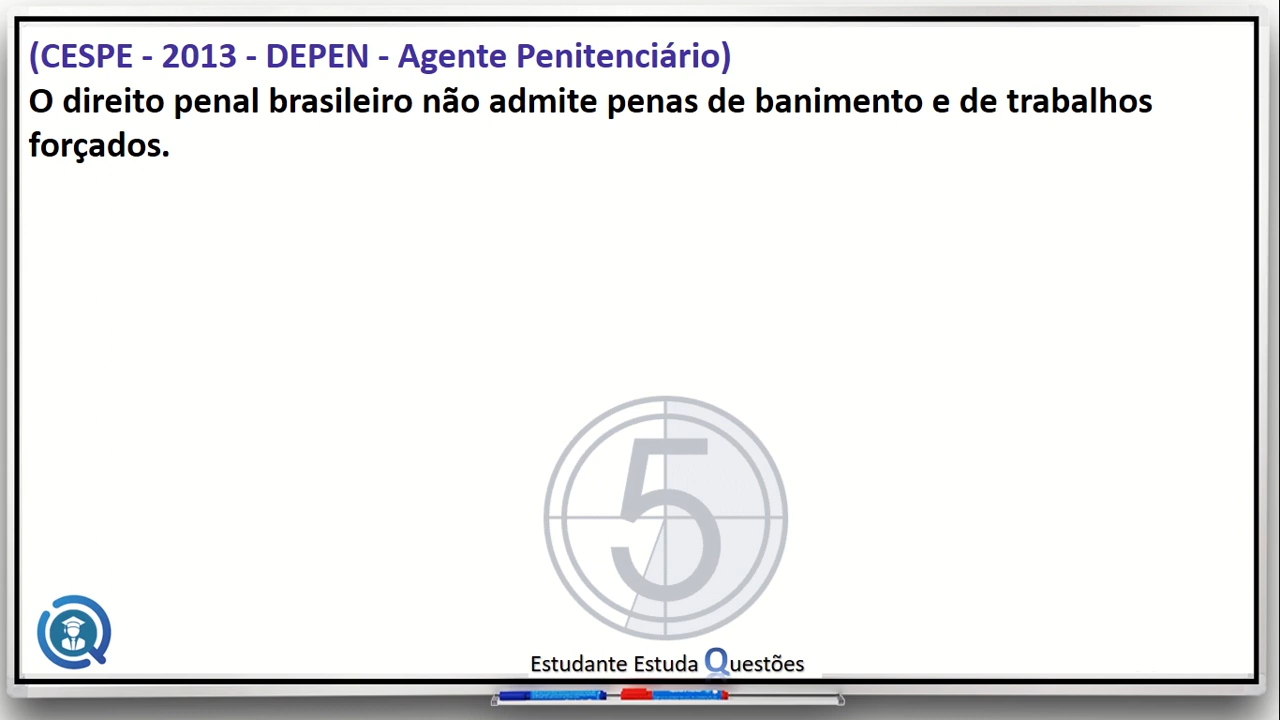 (CESPE - 2013 - DEPEN - Agente Penitenciário)
O direito penal brasileiro não admite penas de banimento e de trabalhos
forçados.
5
Estudante Estuda Questões